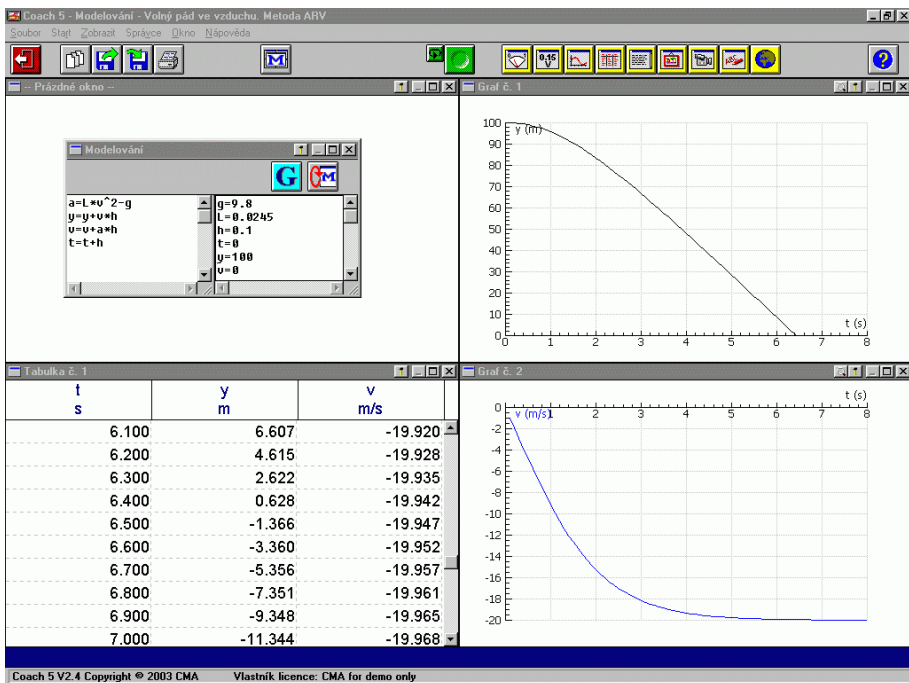 Coach 5 - Modelování - Volný pád ve vzduchu. Metoda ARV
Soubor Start Zobrazit Správce Okno Nápověda
0,15
V
M
?
-- Prázdné okno --
Modelování
G
M
a=L*v^2-g
y=y+v*h
v=v+a*h
t=t+h
g=9.8
L=0.0245
h=0.1
t=0
y=100
v=0
Graf č. 1
y (m)
100
90
80
70
60
50
40
30
20
10
0
0 1 2 3 4 5 6 7 8
t (s)
Tabulka č. 1
t y v
s m m/s
6.100 6.607 -19.920
6.200 4.615 -19.928
6.300 2.622 -19.935
6.400 0.628 -19.942
6.500 -1.366 -19.947
6.600 -3.360 -19.952
6.700 -5.356 -19.957
6.800 -7.351 -19.961
6.900 -9.348 -19.965
7.000 -11.344 -19.968
Graf č. 2
t (s)
v (m/s)
0 1 2 3 4 5 6 7 8
0
-2
-4
-6
-8
-10
-12
-14
-16
-18
-20
Coach 5 V2.4 Copyright © 2003 CMA Vlastník licence: CMA for demo only